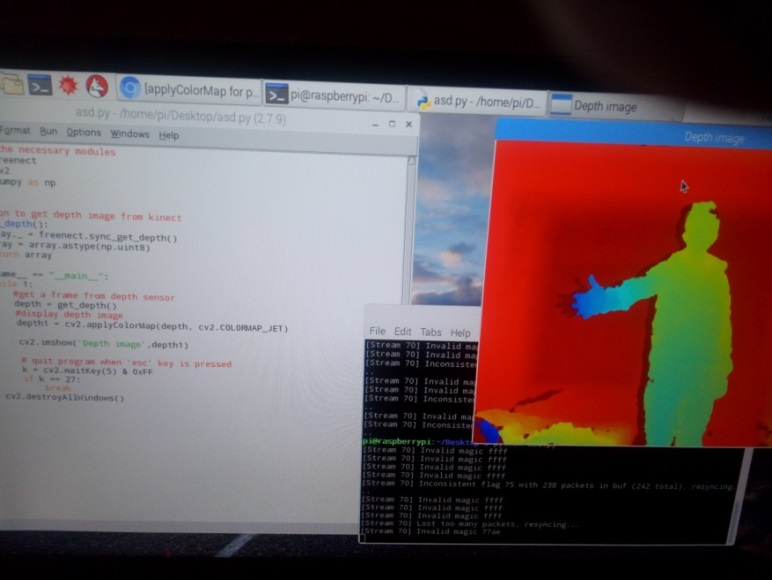 [applyColorMap for p...
pi@raspberrypi: ~/D...
asd.py - /home/pi/D...
Depth image
asd.py - /home/pi/Desktop/asd.py (2.7.9)
Format Run Options Windows Help
the necessary modules
reenect
v2
umpy as np
on to get depth image from kinect
_depth():
ay,_ = freenect.sync_get_depth()
ray = array.astype(np.uint8)
turn array
ame__ == "__main__":
ile 1:
#get a frame from depth sensor
depth = get_depth()
#display depth image
depth1 = cv2.applyColorMap(depth, cv2.COLORMAP_JET)
cv2.imshow('Depth image',depth1)
# quit program when 'esc' key is pressed
k = cv2.waitKey(5) & 0xFF
if k == 27:
break
cv2.destroyAllWindows()
Depth image
File Edit Tabs Help
[Stream 70] Invalid mag
[Stream 70] Invalid ma
[Stream 70] Inconsiste
..
[Stream 70] Invalid ma
[Stream 70] Invalid ma
[Stream 70] Inconsiste
..
[Stream 70] Invalid ma
[Stream 70] Inconsiste
..
pi@raspberrypi:~/Deskt
[Stream 70] Invalid magic ffff
[Stream 70] Invalid magic ffff
[Stream 70] Invalid magic ffff
[Stream 70] Invalid magic ffff
[Stream 70] Inconsistent flag 75 with 238 packets in buf (242 total), resyncing.
..
[Stream 70] Invalid magic ffff
[Stream 70] Invalid magic ffff
[Stream 70] Lost too many packets, resyncing...
[Stream 70] Invalid magic 77ae